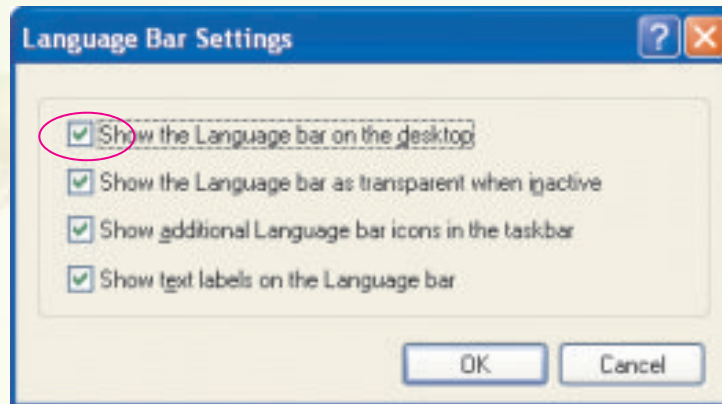 Language Bar Settings
Show the Language bar on the desktop
Show the Language bar as transparent when inactive
Show additional Language bar icons in the taskbar
Show text labels on the Language bar
OK Cancel